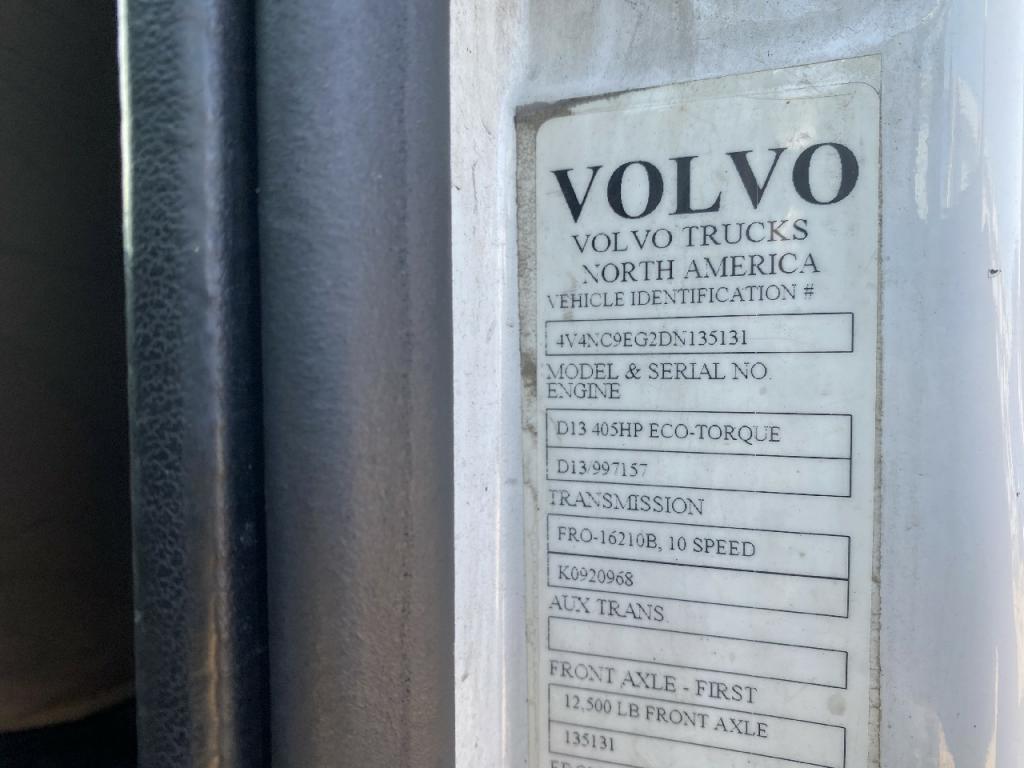 VOLVO
VOLVO TRUCKS
NORTH AMERICA
VEHICLE IDENTIFICATION #
4V4NC9EG2DN135131
MODEL & SERIAL NO.
ENGINE
D13 405HP ECO-TORQUE
D13/997157
TRANSMISSION
FRO-16210B, 10 SPEED
K0920968
AUX TRANS.
FRONT AXLE - FIRST
12,500 LB FRONT AXLE
135131